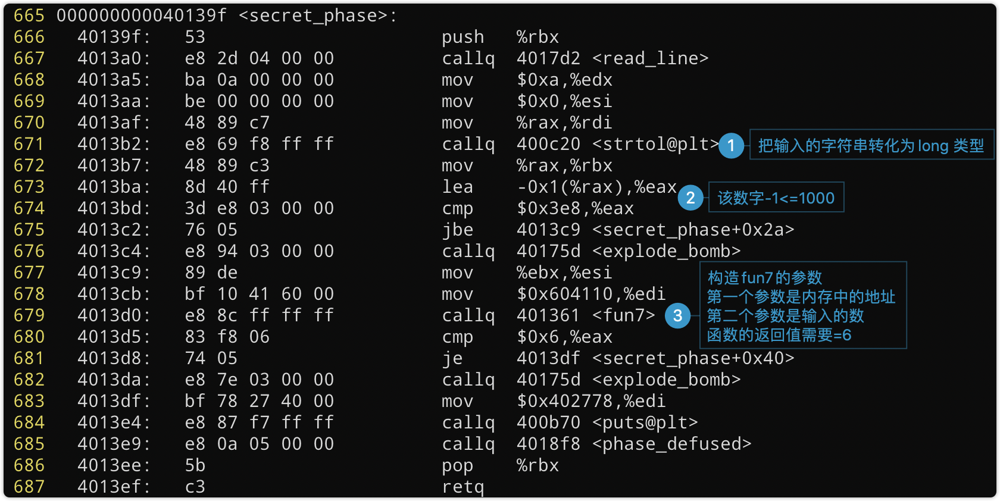 665 000000000040139f <secret_phase>:
666 40139f: 53 push %rbx
667 4013a0: e8 2d 04 00 00 callq 4017d2 <read_line>
668 4013a5: ba 0a 00 00 00 mov $0xa,%edx
669 4013aa: be 00 00 00 00 mov $0x0,%esi
670 4013af: 48 89 c7 mov %rax,%rdi
671 4013b2: e8 69 f8 ff ff callq 400c20 <strtol@plt> 1 把输入的字符串转化为long 类型
672 4013b7: 48 89 c3 mov %rax,%rbx
673 4013ba: 8d 40 ff lea -0x1(%rax),%eax
2 该数字-1<=1000
674 4013bd: 3d e8 03 00 00 cmp $0x3e8,%eax
675 4013c2: 76 05 jbe 4013c9 <secret_phase+0x2a>
676 4013c4: e8 94 03 00 00 callq 40175d <explode_bomb>
677 4013c9: 89 de mov %ebx,%esi
678 4013cb: bf 10 41 60 00 mov $0x604110,%edi
679 4013d0: e8 8c ff ff ff callq 401361 <fun7>
3 构造fun7的参数
第一个参数是内存中的地址
第二个参数是输入的数
函数的返回值需要=6
680 4013d5: 83 f8 06 cmp $0x6,%eax
681 4013d8: 74 05 je 4013df <secret_phase+0x40>
682 4013da: e8 7e 03 00 00 callq 40175d <explode_bomb>
683 4013df: bf 78 27 40 00 mov $0x402778,%edi
684 4013e4: e8 87 f7 ff ff callq 400b70 <puts@plt>
685 4013e9: e8 0a 05 00 00 callq 4018f8 <phase_defused>
686 4013ee: 5b pop %rbx
687 4013ef: c3 retq